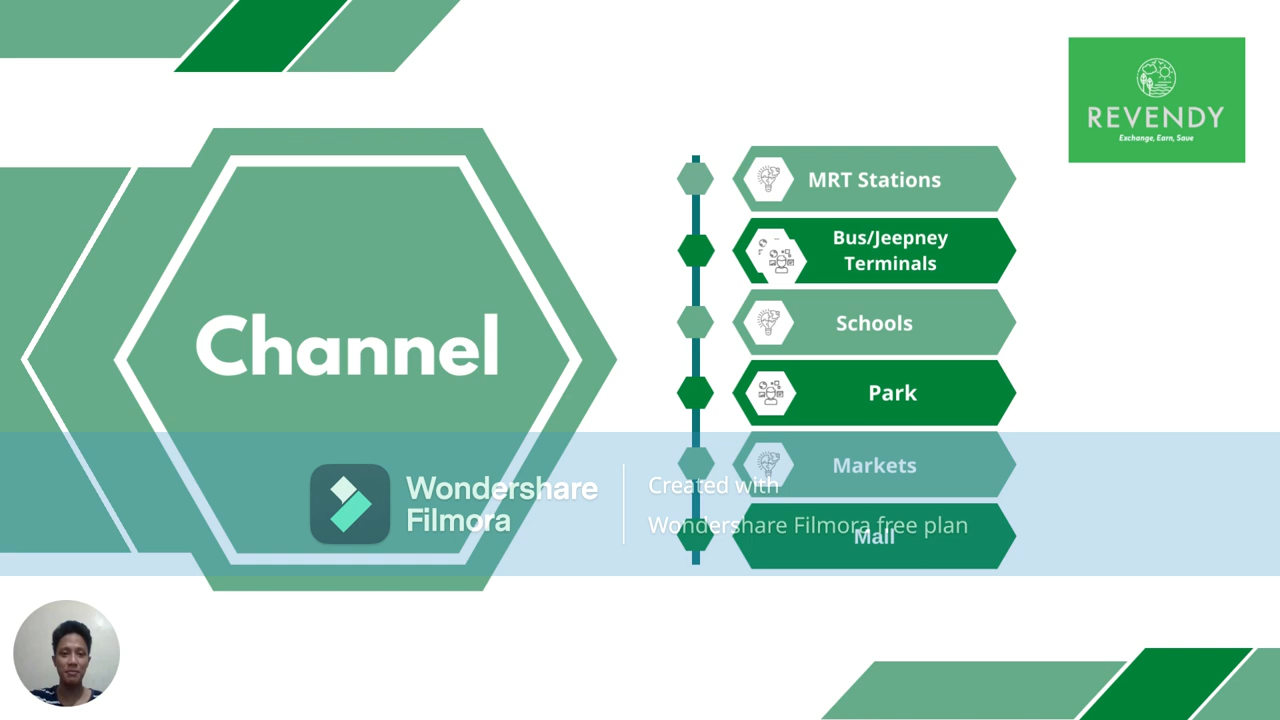 REVENDY
Exchange, Earn, Save
Channel
MRT Stations
Bus/Jeepney
Terminals
Schools
Park
Markets
Mall
Wondershare
Filmora
Created with
Wondershare Filmora free plan